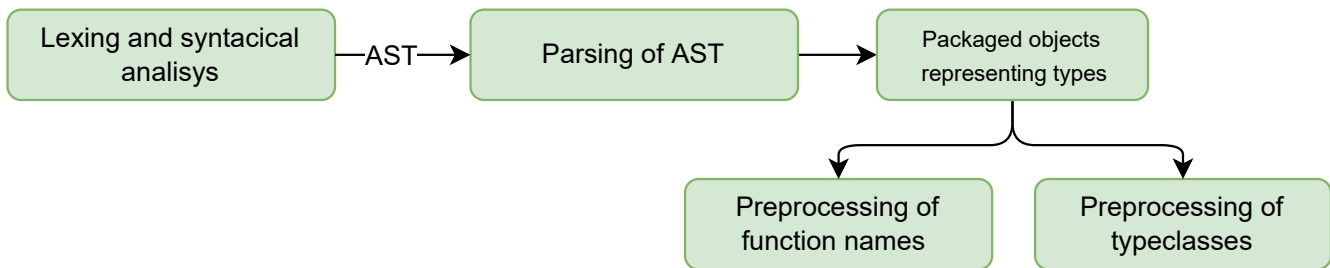 Lexing and syntacical
analisys
AST
Parsing of AST
Packaged objects
representing types
Preprocessing of
function names
Preprocessing of
typeclasses